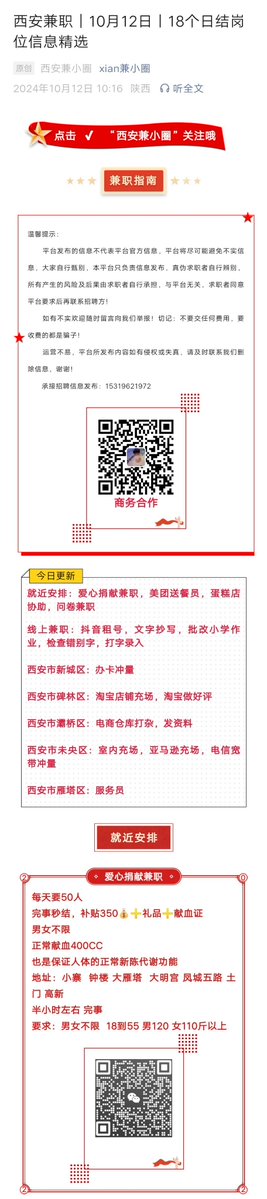 西安兼职丨10月12日丨18个日结岗
位信息精选
原创 西安兼小圈 xian兼小圈
2024年10月12日 10:16 陕西 听全文
点击 √ “西安兼小圈”关注哦
兼职指南
温馨提示：
平台发布的信息不代表平台官方信息，平台将尽可能避免不实信
息，大家自行甄别，本平台只负责信息发布，真伪求职者自行辨别，
所有产生的风险及后果由求职者自行承担，与平台无关，求职者同意
平台要求后再联系招聘方！
如有不实欢迎随时留言向我们举报！切记：不要交任何费用，要
收费的都是骗子！
运营不易，平台所发布内容如有侵权或失真，请及时联系我们删
除信息，谢谢！
承接招聘信息发布：15319621972
商务合作
今日更新
就近安排：爱心捐献兼职，美团送餐员，蛋糕店
协助，问卷兼职
线上兼职：抖音租号，文字抄写，批改小学作
业，检查错别字，打字录入
西安市新城区：办卡冲量
西安市碑林区：淘宝店铺充场，淘宝做好评
西安市灞桥区：电商仓库打杂，发资料
西安市未央区：室内充场，亚马逊充场，电信宽
带冲量
西安市雁塔区：服务员
就近安排
爱心捐献兼职
每天要50人
完事秒结，补贴350💰➕礼品➕献血证
男女不限
正常献血400CC
也是保证人体的正常新陈代谢功能
地址：小寨 钟楼 大雁塔 大明宫 凤城五路 土
门 高新
半小时左右 完事
要求：男女不限 18到55 男120 女110斤以上